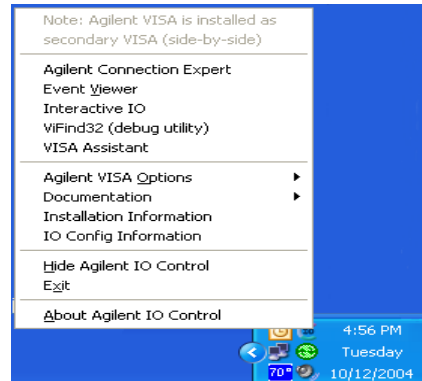 Note: Agilent VISA is installed as
secondary VISA (side-by-side)
Agilent Connection Expert
Event Viewer
Interactive IO
ViFind32 (debug utility)
VISA Assistant
Agilent VISA Options
Documentation
Installation Information
IO Config Information
Hide Agilent IO Control
Exit
About Agilent IO Control
4:56 PM
Tuesday
70° 10/12/2004